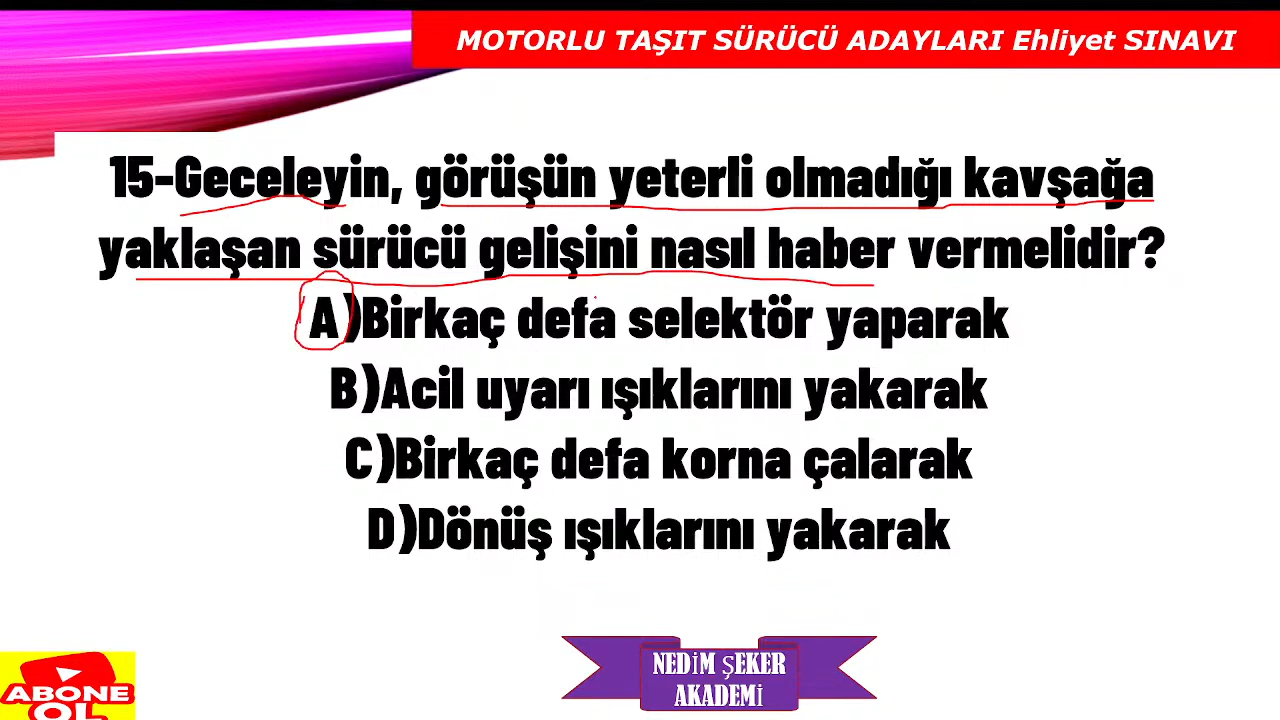 MOTORLU TAŞIT SÜRÜCÜ ADAYLARI Ehliyet SINAVI
15-Geceleyin, görüşün yeterli olmadığı kavşağa
yaklaşan sürücü gelişini nasıl haber vermelidir?
A)Birkaç defa selektör yaparak
B)Acil uyarı ışıklarını yakarak
C)Birkaç defa korna çalarak
D)Dönüş ışıklarını yakarak
NEDİM ŞEKER
AKADEMİ
ABONE
OL